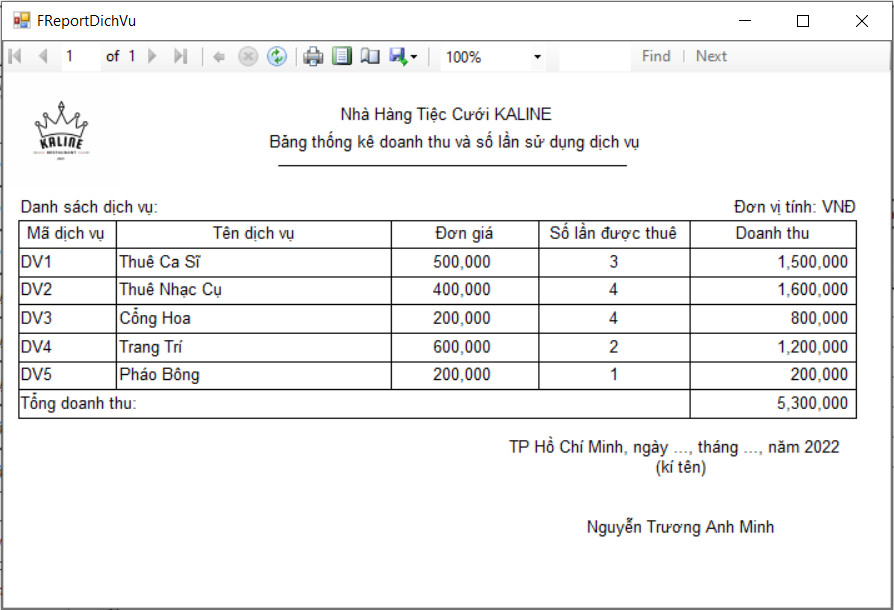 FReportDichVu
1 of 1 100% Find | Next
KALINE
Nhà Hàng Tiệc Cưới KALINE
Bảng thống kê doanh thu và số lần sử dụng dịch vụ
Danh sách dịch vụ: Đơn vị tính: VNĐ
Mã dịch vụ Tên dịch vụ Đơn giá Số lần được thuê Doanh thu
DV1 Thuê Ca Sĩ 500,000 3 1,500,000
DV2 Thuê Nhạc Cụ 400,000 4 1,600,000
DV3 Cổng Hoa 200,000 4 800,000
DV4 Trang Trí 600,000 2 1,200,000
DV5 Pháo Bông 200,000 1 200,000
Tổng doanh thu: 5,300,000
TP Hồ Chí Minh, ngày ..., tháng ..., năm 2022
(kí tên)
Nguyễn Trương Anh Minh